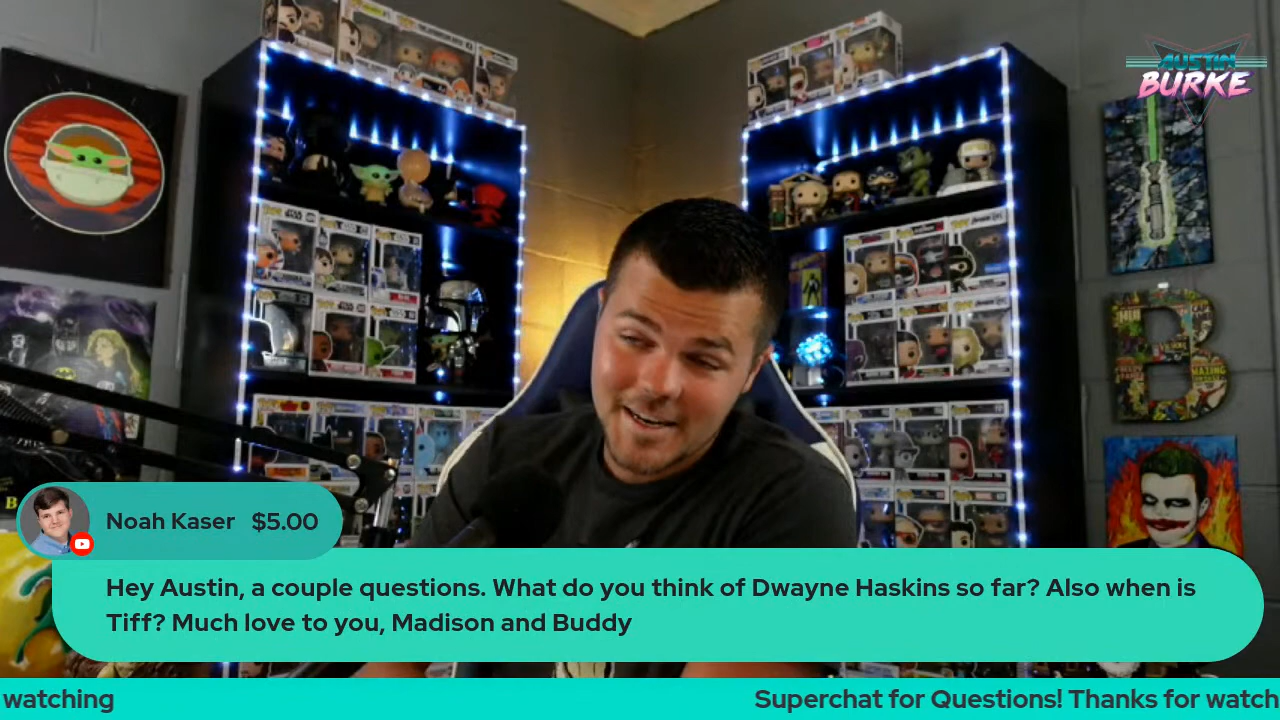 AUSTIN
BURKE
Noah Kaser $5.00
Hey Austin, a couple questions. What do you think of Dwayne Haskins so far? Also when is
Tiff? Much love to you, Madison and Buddy
watching Superchat for Questions! Thanks for watch